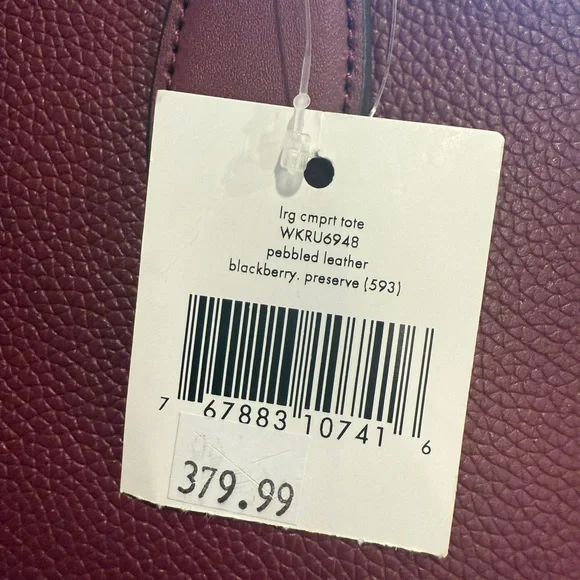 lrg cmprt tote
WKRU6948
pebbled leather
blackberry. preserve (593)
7 67883 10741 6
379.99